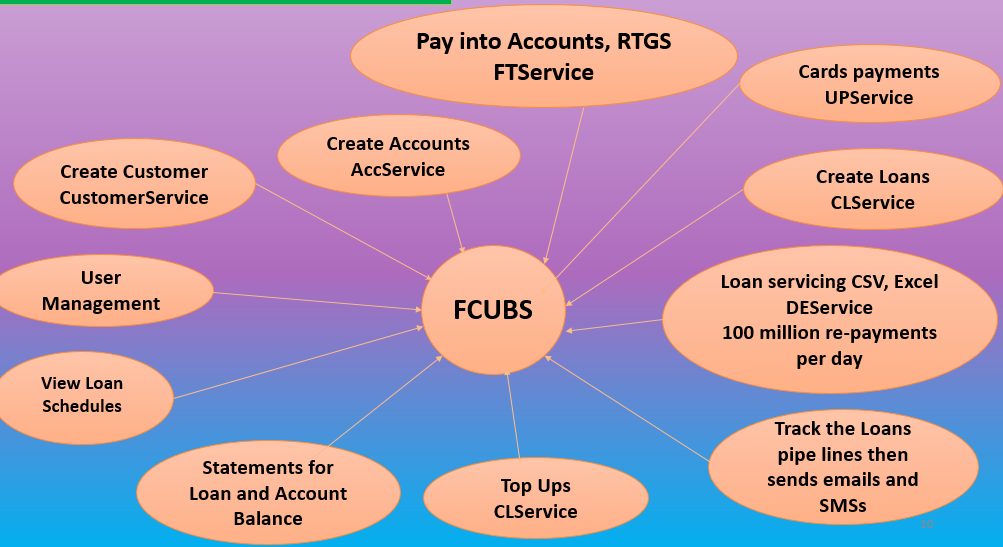 Pay into Accounts, RTGS
FTService
Cards payments
UPService
Create Accounts
AccService
Create Customer
CustomerService
Create Loans
CLService
User
Management
FCUBS
Loan servicing CSV, Excel
DEService
100 million re-payments
per day
View Loan
Schedules
Track the Loans
pipe lines then
sends emails and
SMSs
Statements for
Loan and Account
Balance
Top Ups
CLService